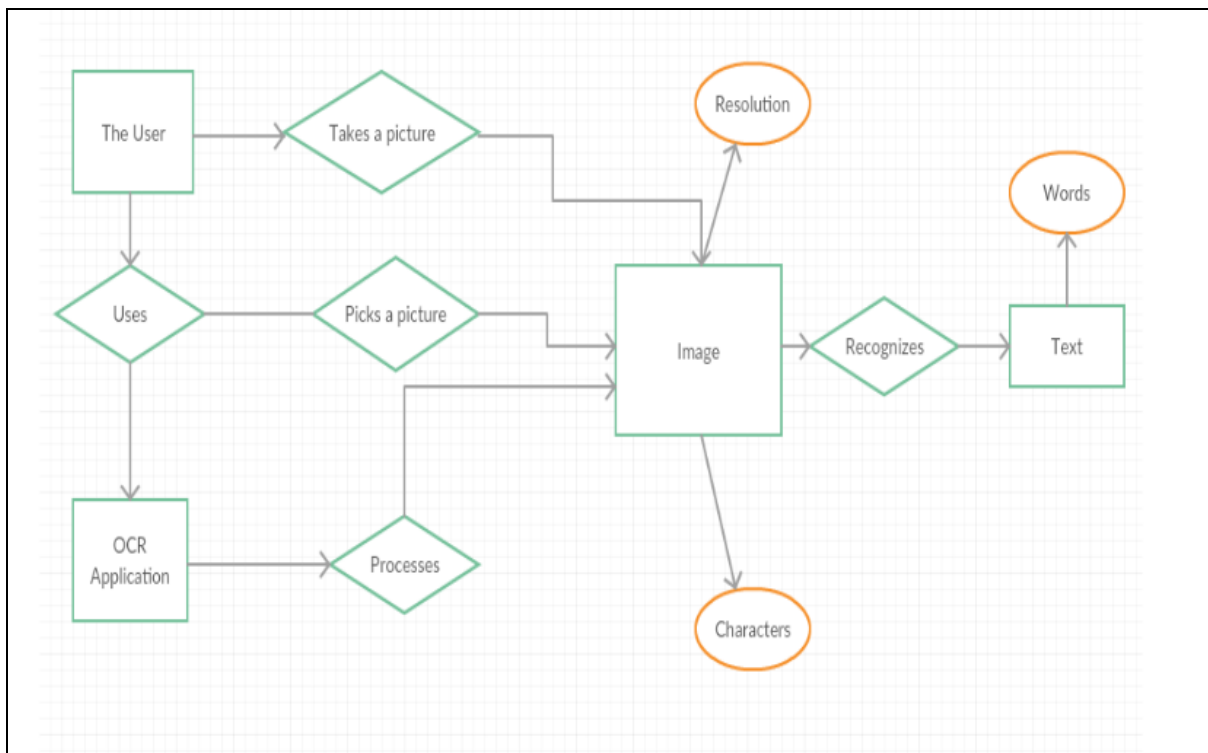 Resolution
The User
Takes a picture
Words
Uses
Picks a picture
Image
Recognizes
Text
OCR
Application
Processes
Characters